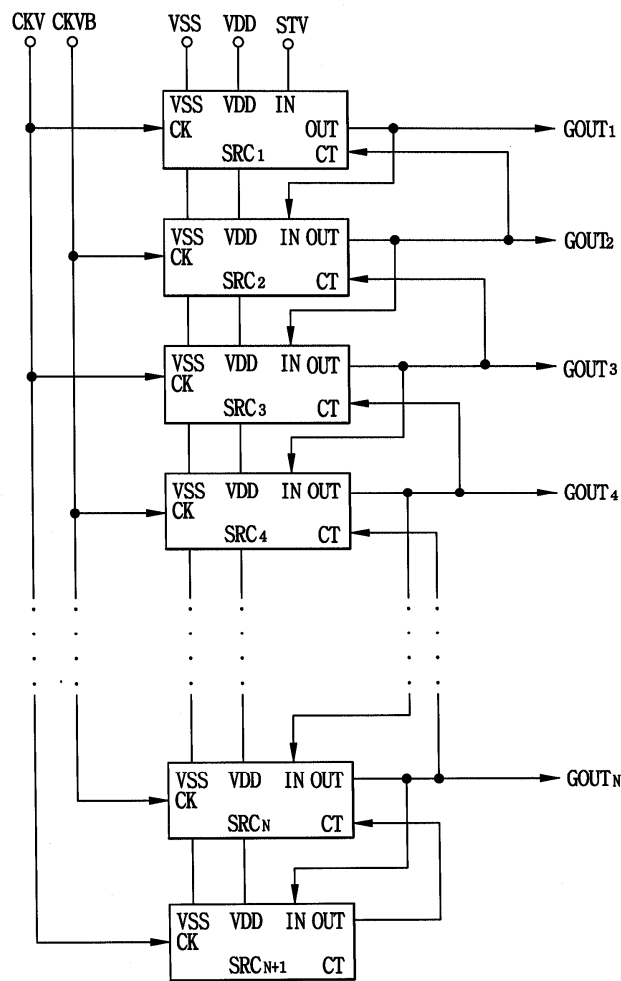 CKV CKVB VSS VDD STV
VSS VDD IN
CK OUT GOUT1
SRC1 CT
VSS VDD IN OUT GOUT2
CK
SRC2 CT
VSS VDD IN OUT GOUT3
CK
SRC3 CT
VSS VDD IN OUT GOUT4
CK
SRC4 CT
VSS VDD IN OUT GOUTN
CK
SRCN CT
VSS VDD IN OUT
CK
SRCN+1 CT